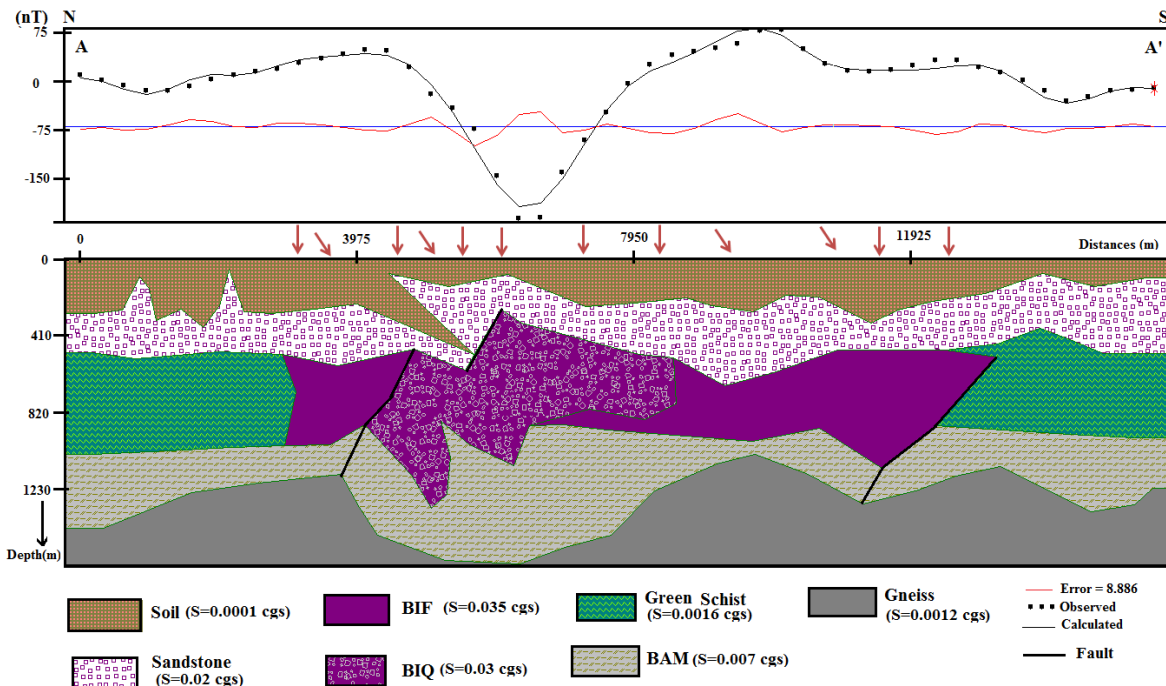 (nT) N S
75
A A'
0
-75
-150
0 3975 7950 11925 Distances (m)
0
410
820
1230
Depth(m)
Soil (S=0.0001 cgs)
BIF (S=0.035 cgs)
Green Schist
(S=0.0016 cgs)
Gneiss
(S=0.0012 cgs)
Error = 8.886
Observed
Calculated
Fault
Sandstone
(S=0.02 cgs)
BIQ (S=0.03 cgs)
BAM (S=0.007 cgs)